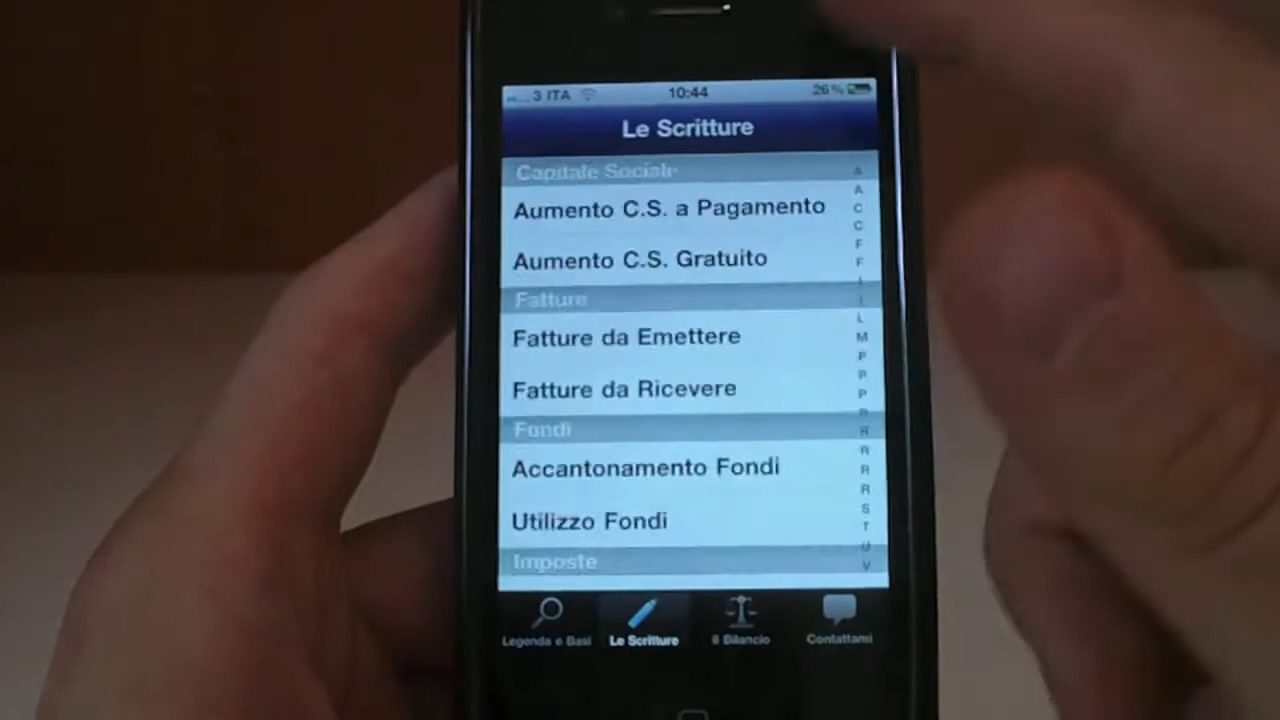 3 ITA 10:44 26%
Le Scritture
Capitale Sociale
Aumento C.S. a Pagamento
Aumento C.S. Gratuito
Fatture
Fatture da Emettere
Fatture da Ricevere
Fondi
Accantonamento Fondi
Utilizzo Fondi
Imposte
A
A
C
C
F
F
I
I
L
M
P
P
P
P
R
R
R
R
S
T
U
V
Legenda e Basi Le Scritture Il Bilancio Contattami